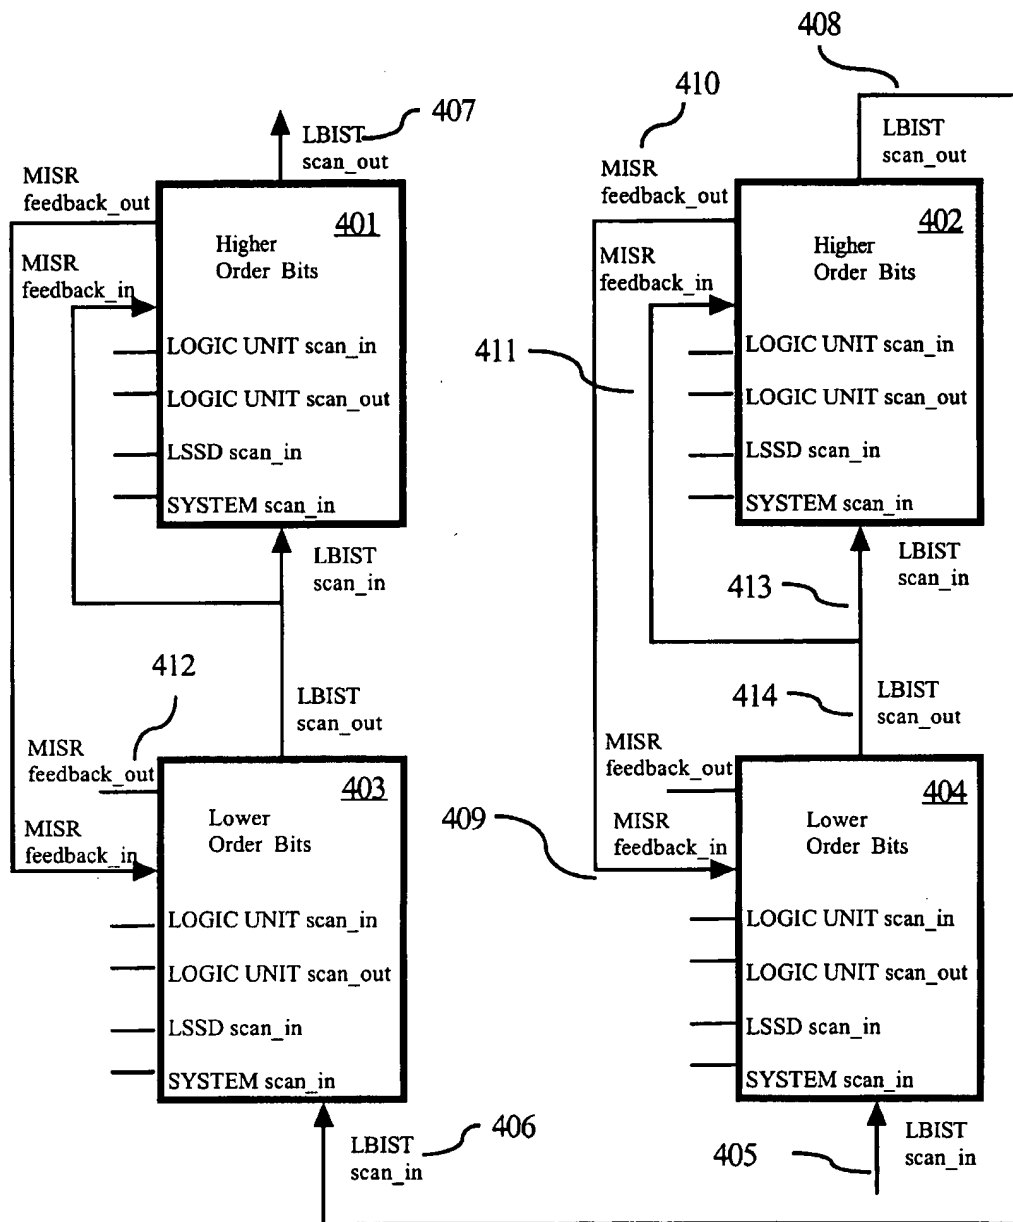 408
410
407
LBIST
scan_out
LBIST
scan_out
MISR
feedback_out
401
Higher
Order Bits
MISR
feedback_in
LOGIC UNIT scan_in
LOGIC UNIT scan_out
LSSD scan_in
SYSTEM scan_in
LBIST
scan_in
MISR
feedback_out
402
Higher
Order Bits
MISR
feedback_in
411
LOGIC UNIT scan_in
LOGIC UNIT scan_out
LSSD scan_in
SYSTEM scan_in
LBIST
scan_in
413
412
LBIST
scan_out
414
LBIST
scan_out
MISR
feedback_out
403
Lower
Order Bits
MISR
feedback_in
LOGIC UNIT scan_in
LOGIC UNIT scan_out
LSSD scan_in
SYSTEM scan_in
406
LBIST
scan_in
MISR
feedback_out
404
Lower
Order Bits
409
MISR
feedback_in
LOGIC UNIT scan_in
LOGIC UNIT scan_out
LSSD scan_in
SYSTEM scan_in
405
LBIST
scan_in